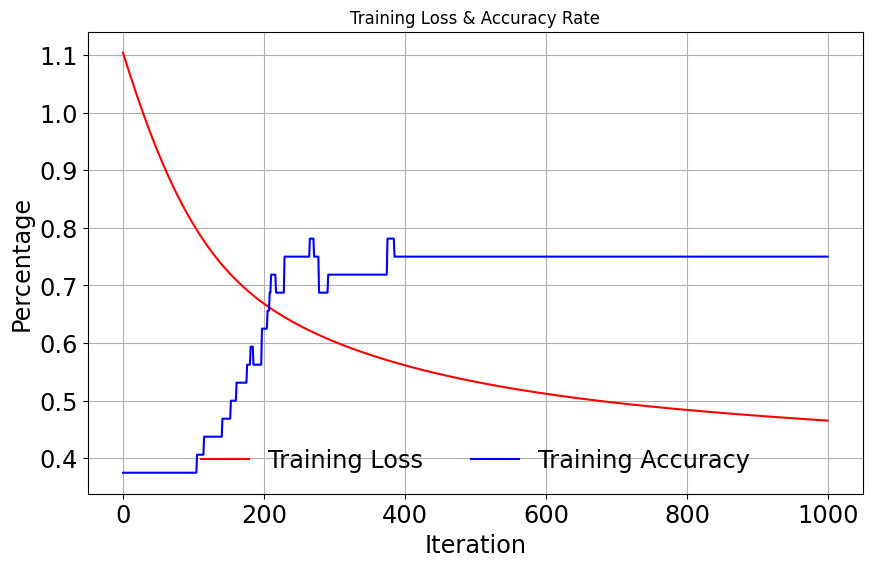 Training Loss & Accuracy Rate
1.1
1.0
0.9
0.8
0.7
0.6
0.5
0.4
Percentage
Training Loss
Training Accuracy
0 200 400 600 800 1000
Iteration